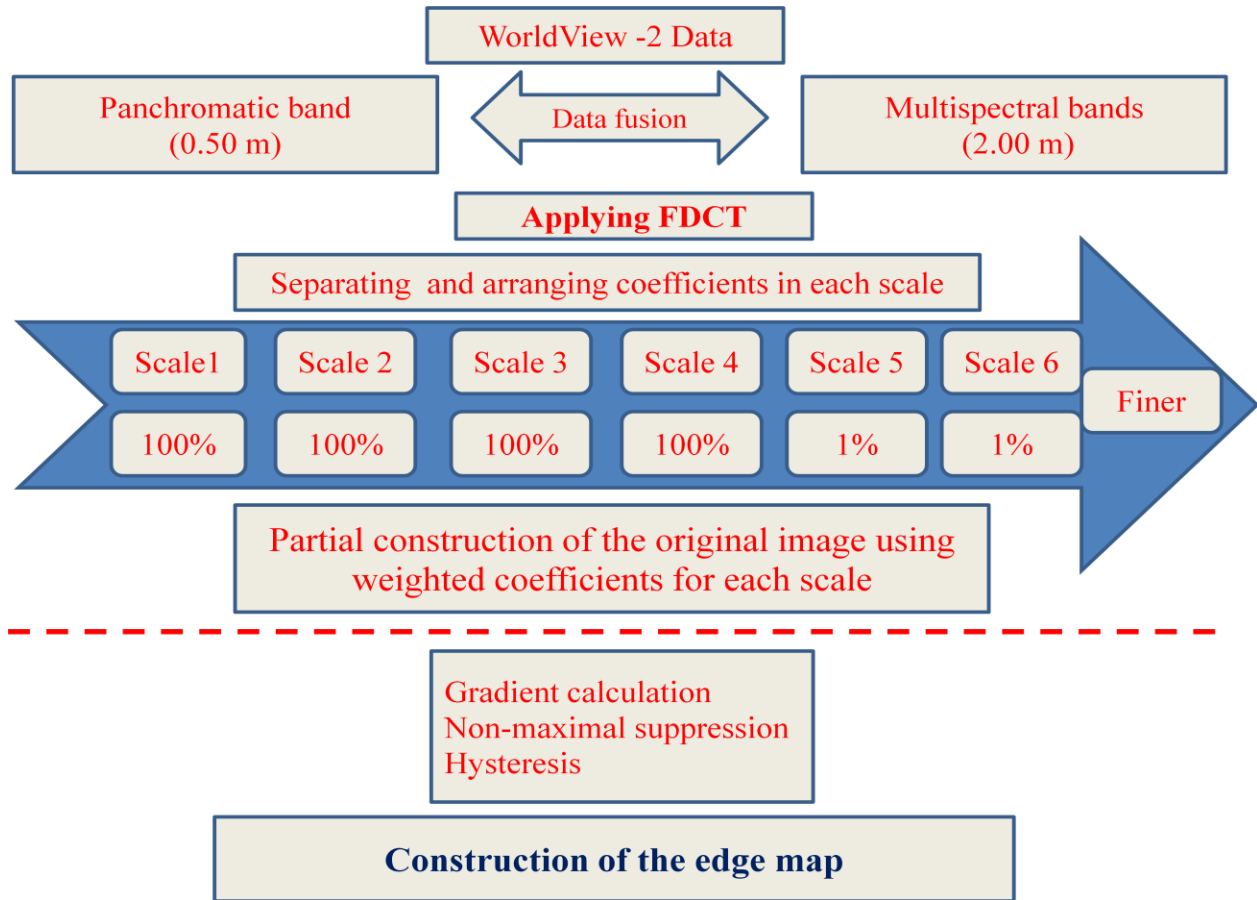 WorldView -2 Data
Panchromatic band
(0.50 m)
Data fusion
Multispectral bands
(2.00 m)
Applying FDCT
Separating and arranging coefficients in each scale
Scale1
Scale 2
Scale 3
Scale 4
Scale 5
Scale 6
Finer
100%
100%
100%
100%
1%
1%
Partial construction of the original image using
weighted coefficients for each scale
Gradient calculation
Non-maximal suppression
Hysteresis
Construction of the edge map